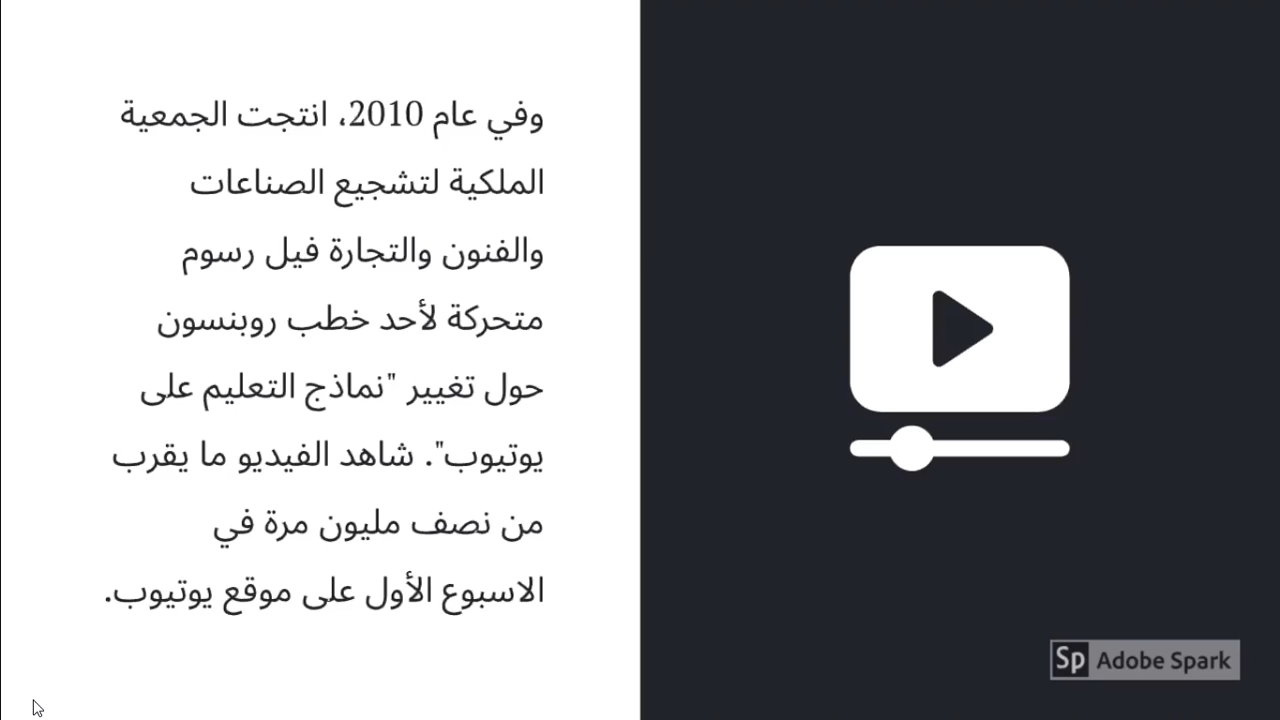 وفي عام 2010، انتجت الجمعية
الملكية لتشجيع الصناعات
والفنون والتجارة فيل رسوم
متحركة لأحد خطب روبنسون
حول تغيير "نماذج التعليم على
يوتيوب". شاهد الفيديو ما يقرب
من نصف مليون مرة في
الاسبوع الأول على موقع يوتيوب.
Sp Adobe Spark